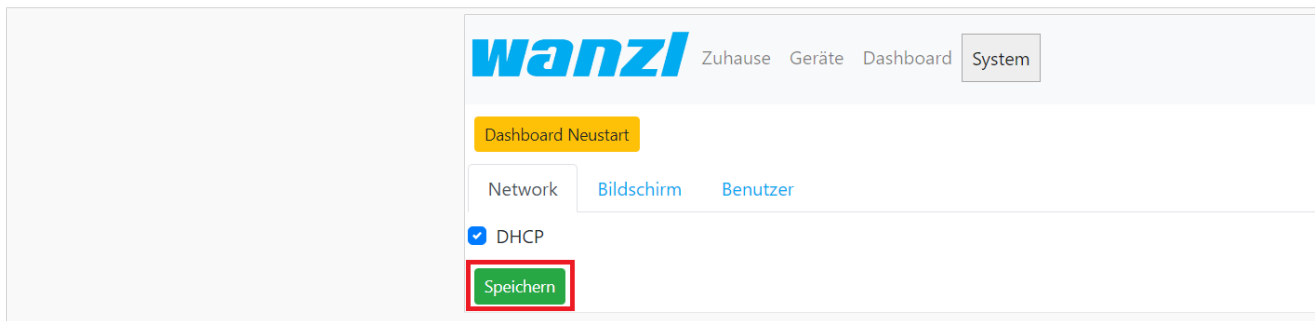 wanzl Zuhause Geräte Dashboard System
Dashboard Neustart
Network Bildschirm Benutzer
DHCP
Speichern